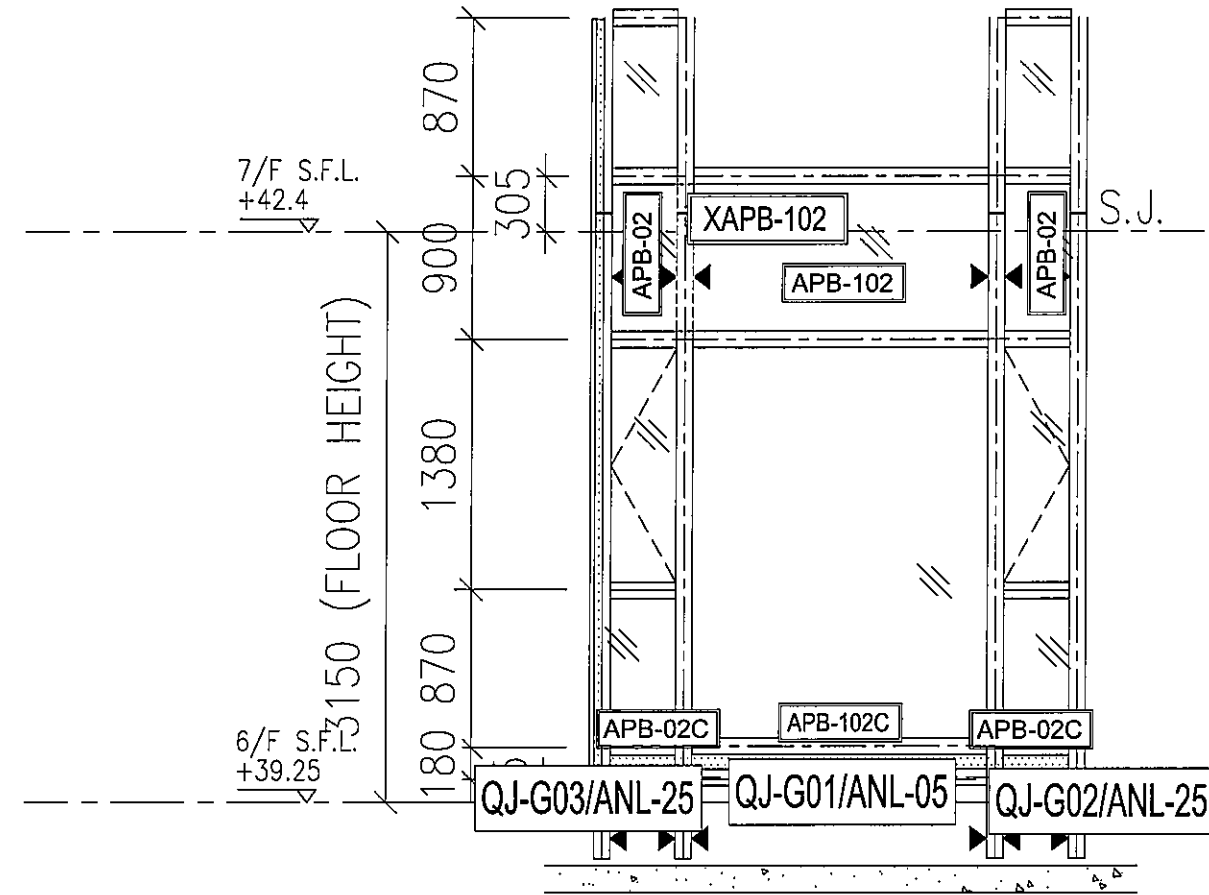 870
7/F S.F.L.
+42.4
305
XAPB-102
S.J.
APB-02
APB-02
900
APB-102
3150 (FLOOR HEIGHT)
1380
870
APB-02C
APB-102C
APB-02C
6/F S.F.L.
+39.25
180
QJ-G03/ANL-25
QJ-G01/ANL-05
QJ-G02/ANL-25